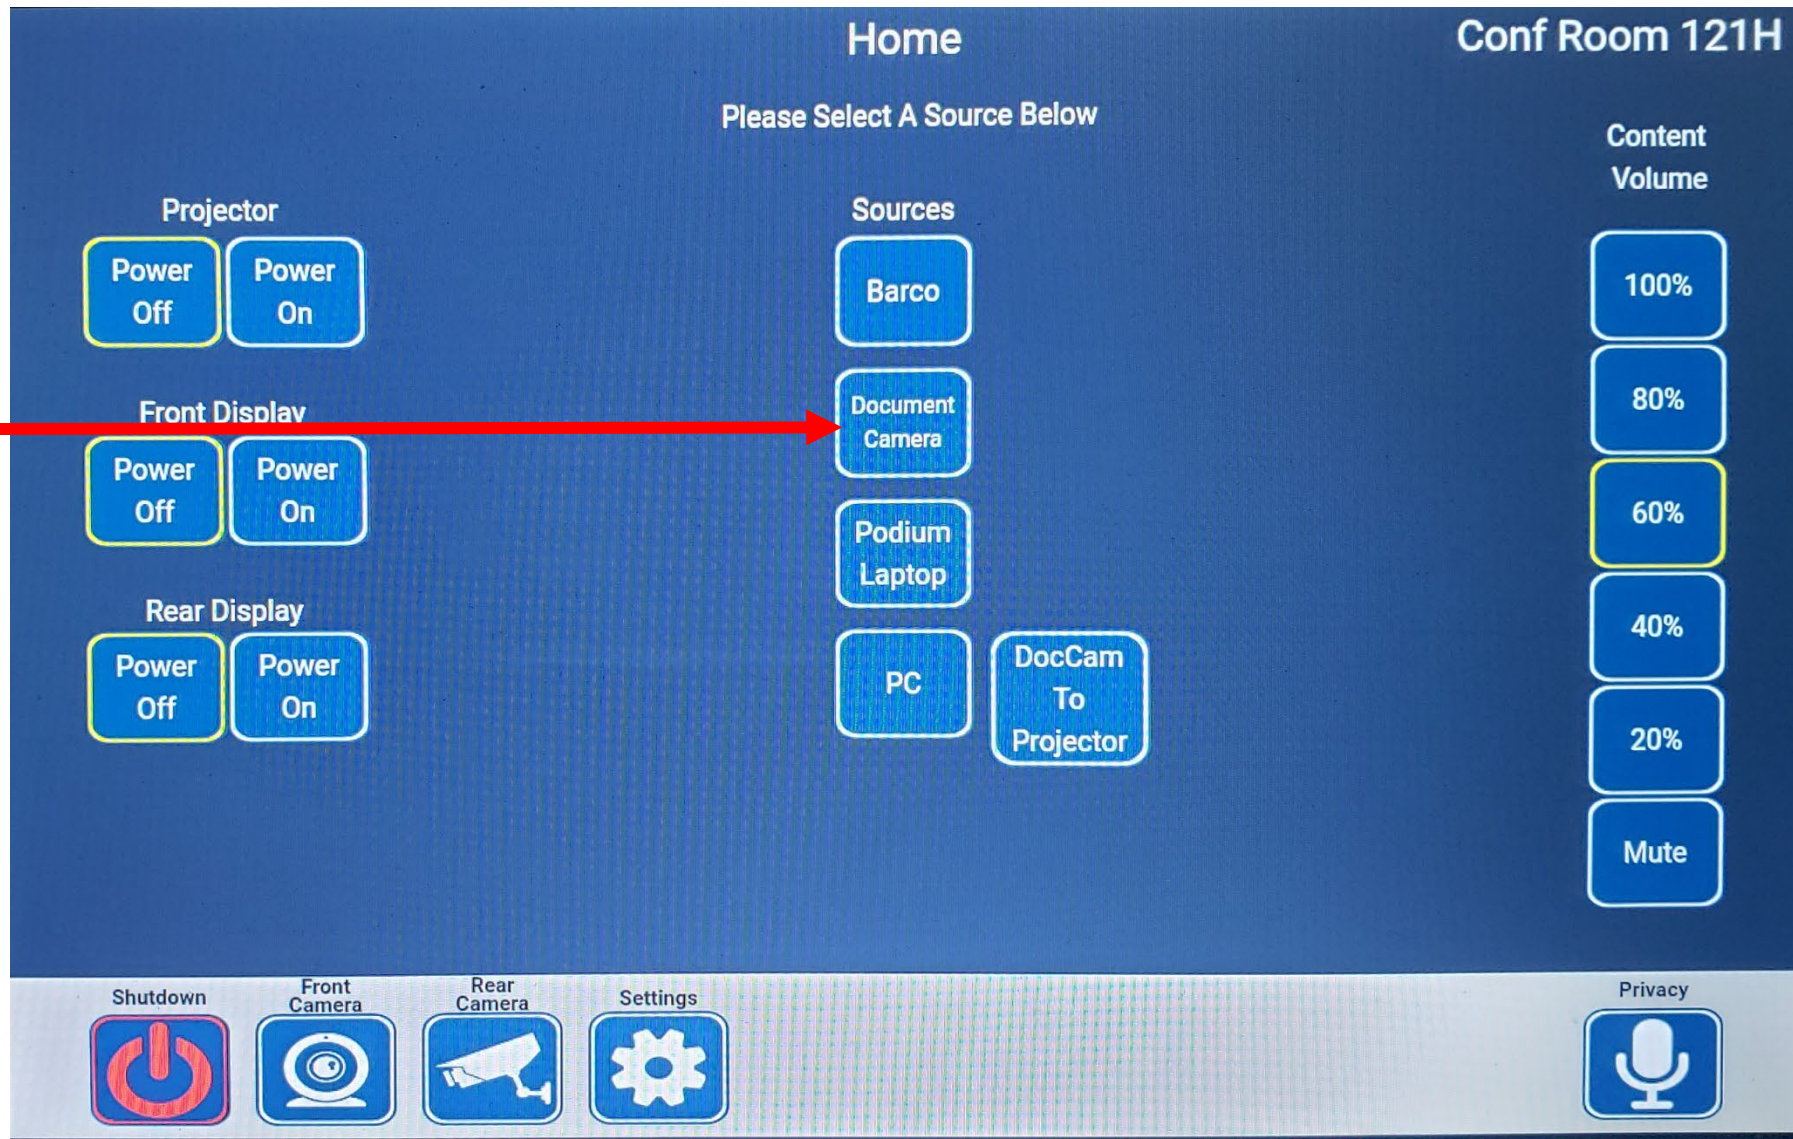 Home
Conf Room 121H
Please Select A Source Below
Content
Volume
Projector
Power
Off
Power
On
Front Display
Power
Off
Power
On
Rear Display
Power
Off
Power
On
Sources
Barco
Document
Camera
Podium
Laptop
PC
DocCam
To
Projector
100%
80%
60%
40%
20%
Mute
Shutdown
Front
Camera
Rear
Camera
Settings
Privacy